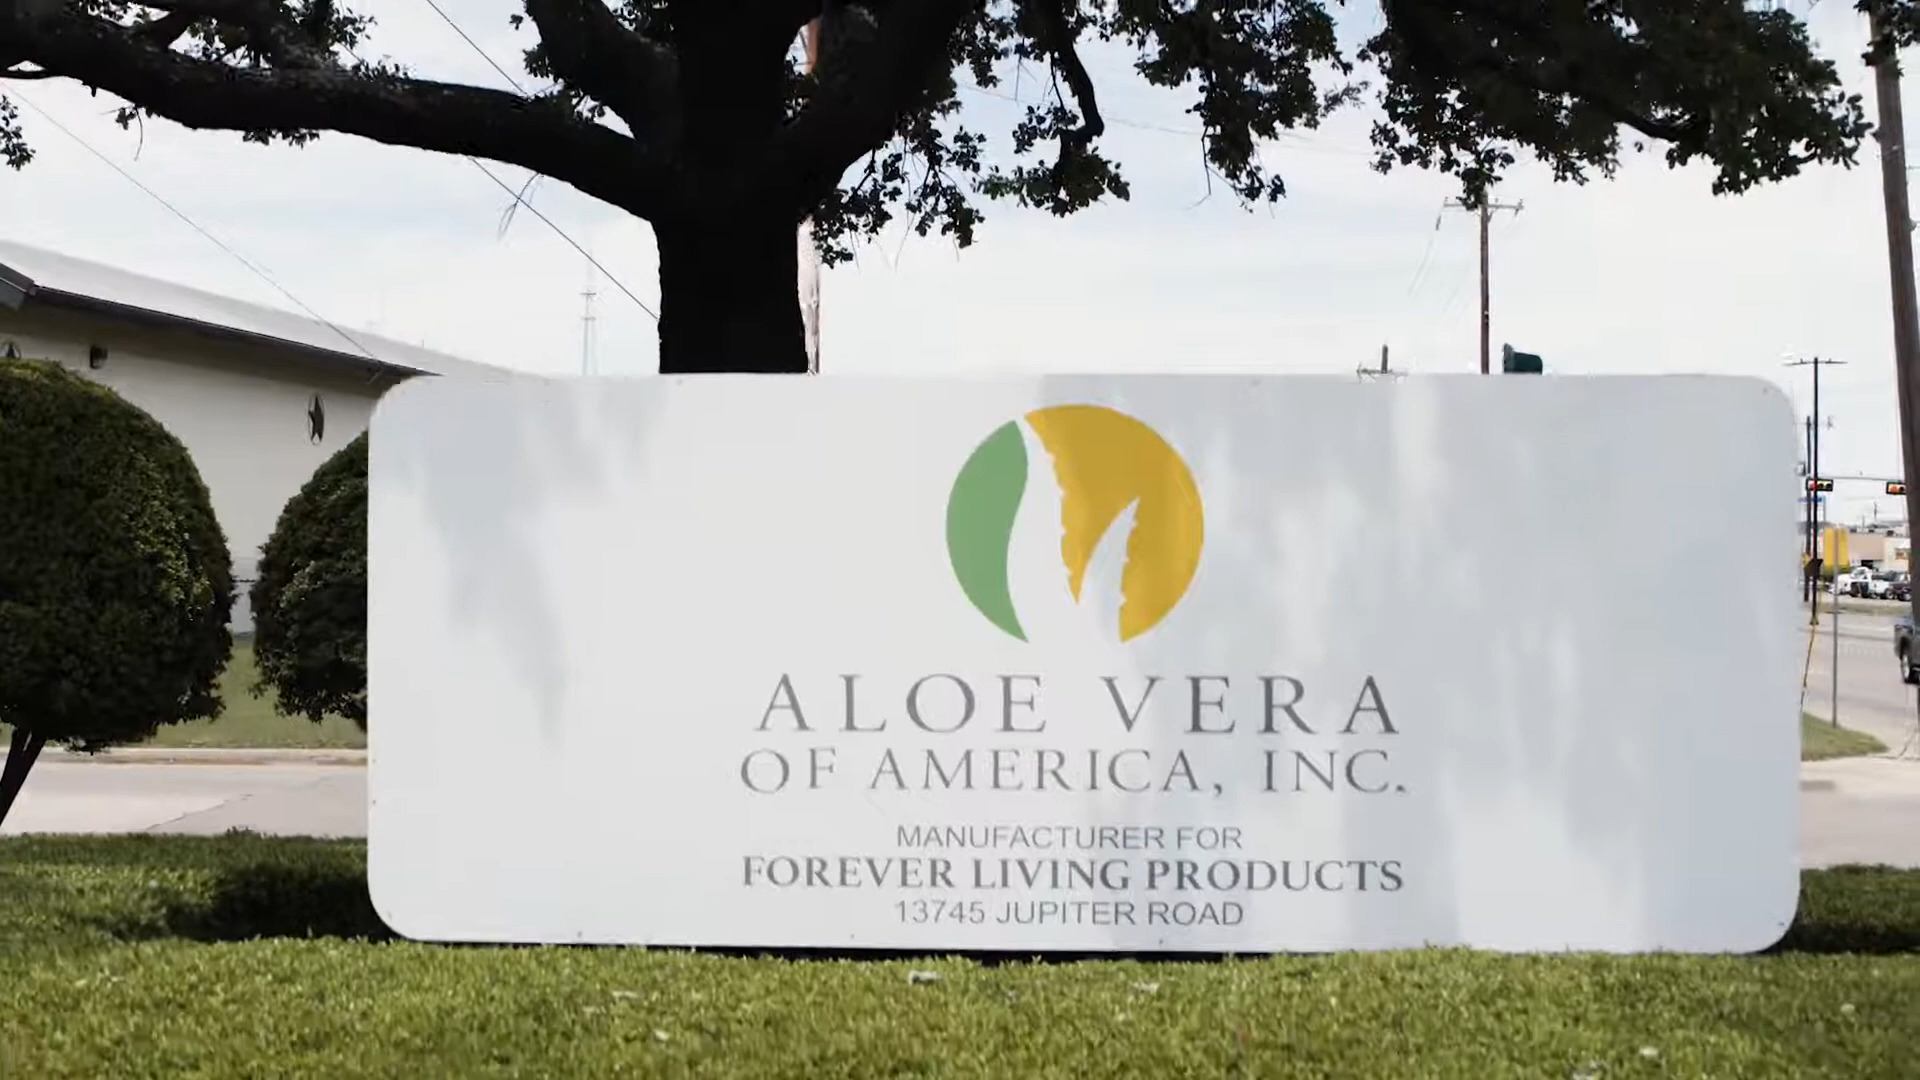 ALOE VERA
OF AMERICA, INC.
MANUFACTURER FOR
FOREVER LIVING PRODUCTS
13745 JUPITER ROAD